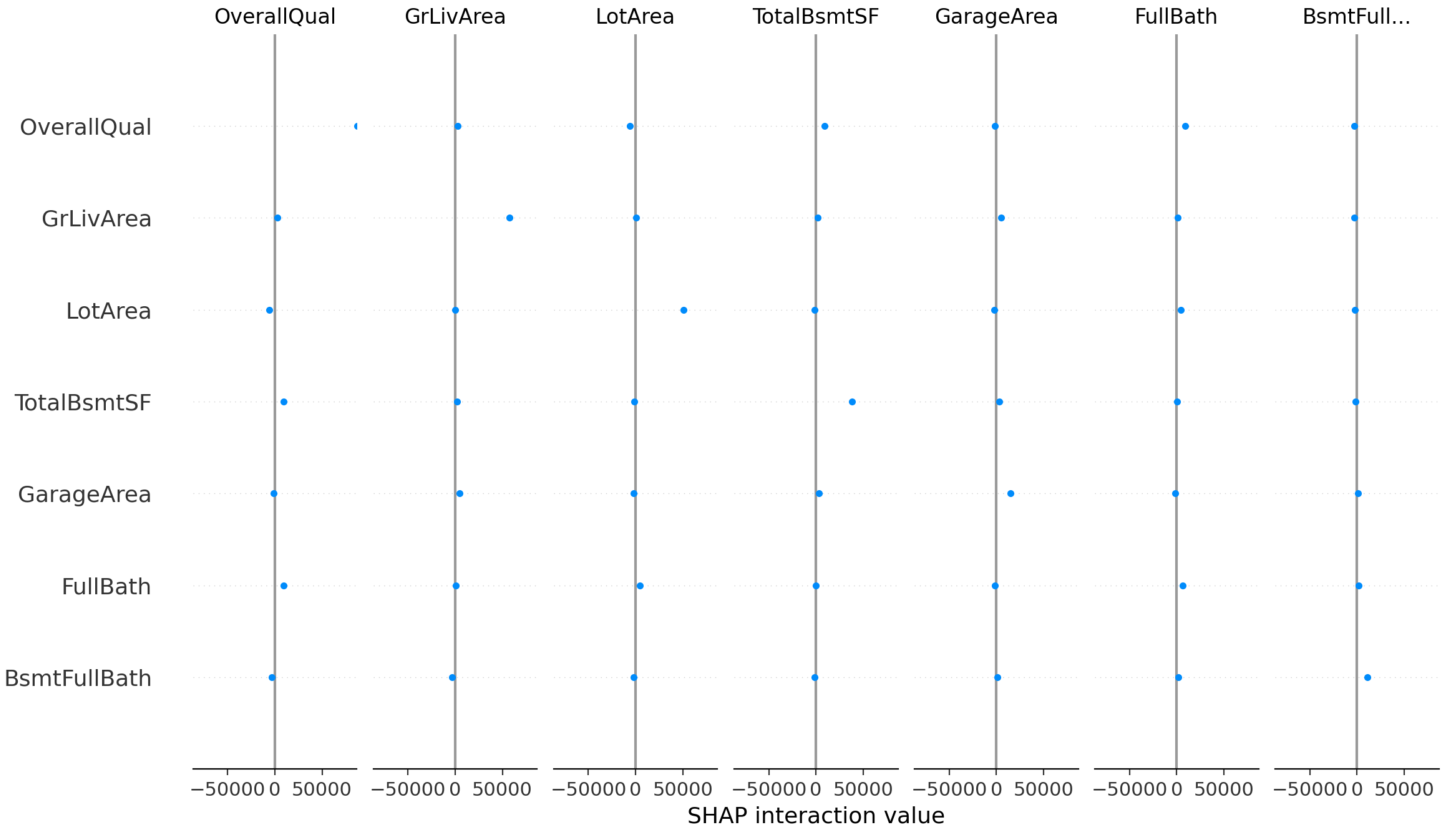 OverallQual GrLivArea LotArea TotalBsmtSF GarageArea FullBath BsmtFull...
OverallQual
GrLivArea
LotArea
TotalBsmtSF
GarageArea
FullBath
BsmtFullBath
−50000 0 50000 −50000 0 50000 −50000 0 50000 −50000 0 50000 −50000 0 50000 −50000 0 50000 −50000 0 50000
SHAP interaction value